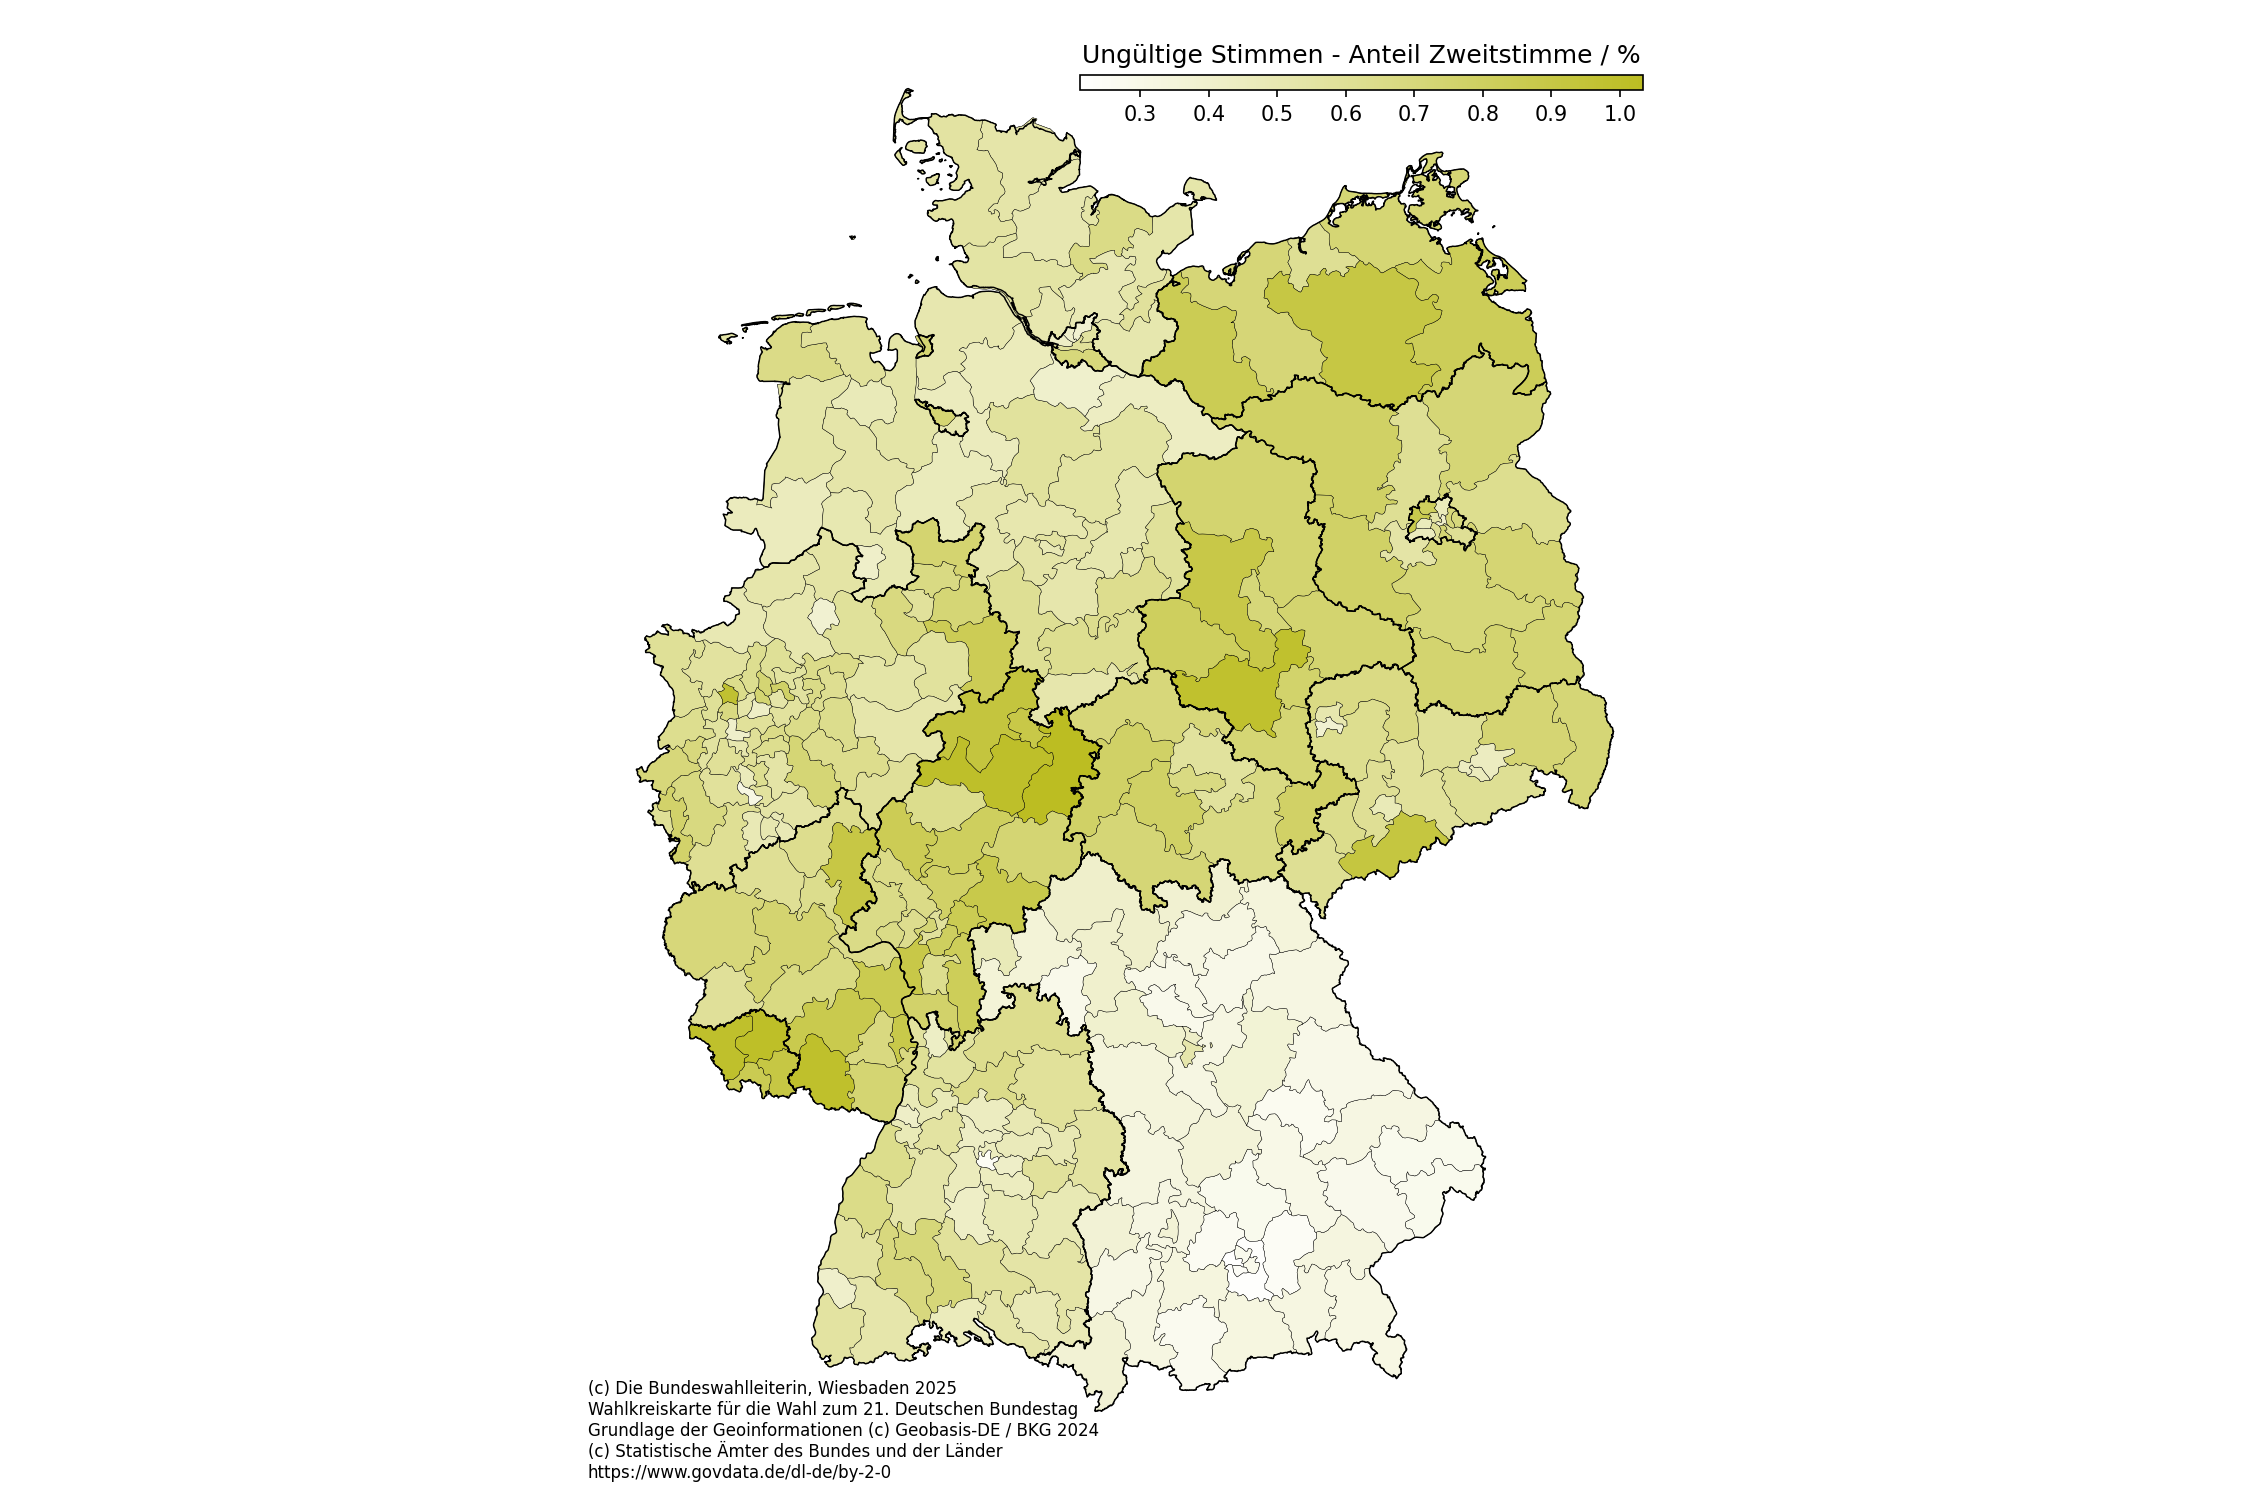 Ungültige Stimmen - Anteil Zweitstimme / %
0.3 0.4 0.5 0.6 0.7 0.8 0.9 1.0
(c) Die Bundeswahlleiterin, Wiesbaden 2025
Wahlkreiskarte für die Wahl zum 21. Deutschen Bundestag
Grundlage der Geoinformationen (c) Geobasis-DE / BKG 2024
(c) Statistische Ämter des Bundes und der Länder
https://www.govdata.de/dl-de/by-2-0